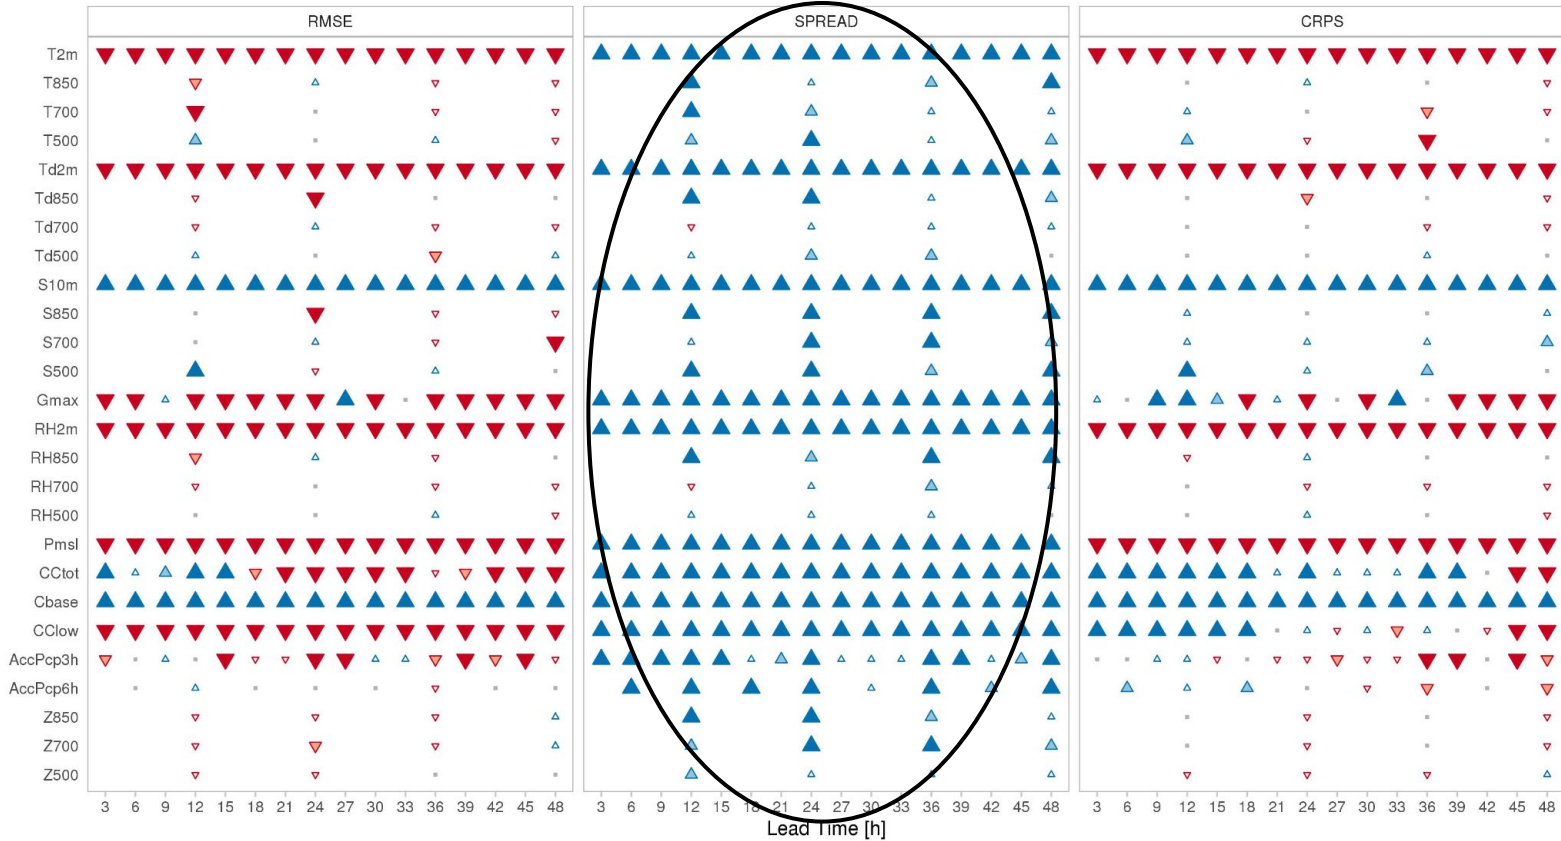 RMSE SPREAD CRPS
T2m
T850
T700
T500
Td2m
Td850
Td700
Td500
S10m
S850
S700
S500
Gmax
RH2m
RH850
RH700
RH500
Pmsl
CCtot
Cbase
CClow
AccPcp3h
AccPcp6h
Z850
Z700
Z500
3 6 9 12 15 18 21 24 27 30 33 36 39 42 45 48 3 6 9 12 15 18 21 24 27 30 33 36 39 42 45 48 3 6 9 12 15 18 21 24 27 30 33 36 39 42 45 48
Lead Time [h]